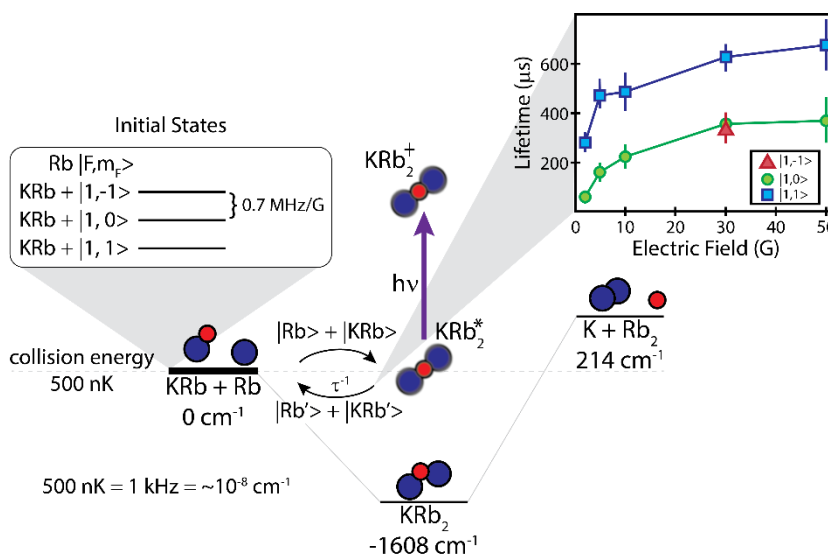 Initial States
Rb |F,m_F>
KRb + |1,-1>
KRb + |1, 0>
KRb + |1, 1>
0.7 MHz/G
KRb₂⁺
hν
KRb₂*
|Rb> + |KRb>
τ⁻¹
|Rb'> + |KRb'>
collision energy
500 nK
KRb + Rb
0 cm⁻¹
500 nK = 1 kHz = ~10⁻⁸ cm⁻¹
KRb₂
-1608 cm⁻¹
K + Rb₂
214 cm⁻¹
Lifetime (μs)
600
400
200
0
10
20
30
40
50
Electric Field (G)
|1,-1>
|1,0>
|1,1>